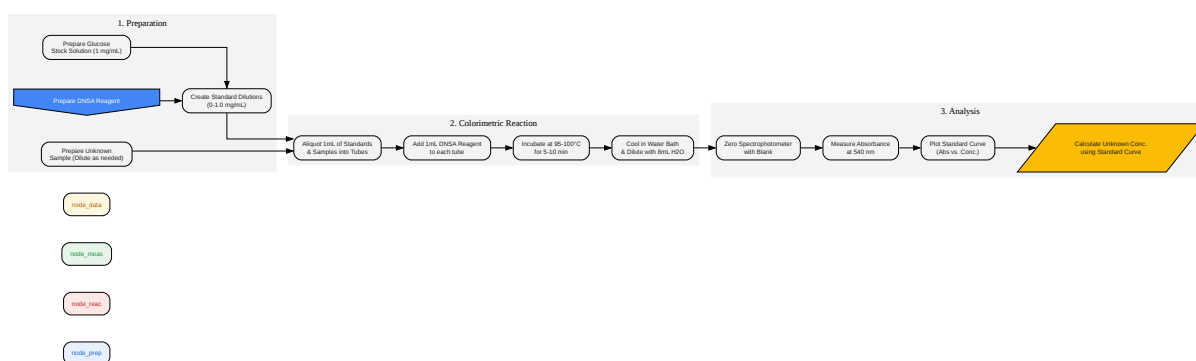 1. Preparation
Prepare Glucose
Stock Solution (1 mg/mL)
Prepare DNSA Reagent
Create Standard Dilutions
(0-1.0 mg/mL)
Prepare Unknown
Sample (Dilute as needed)
2. Colorimetric Reaction
Aliquot 1mL of Standards
& Samples into Tubes
Add 1mL DNSA Reagent
to each tube
Incubate at 95-100°C
for 5-10 min
Cool in Water Bath
& Dilute with 8mL H2O
3. Analysis
Zero Spectrophotometer
with Blank
Measure Absorbance
at 540 nm
Plot Standard Curve
(Abs vs. Conc.)
Calculate Unknown Conc.
using Standard Curve
node_data
node_meas
node_reac
node_prep